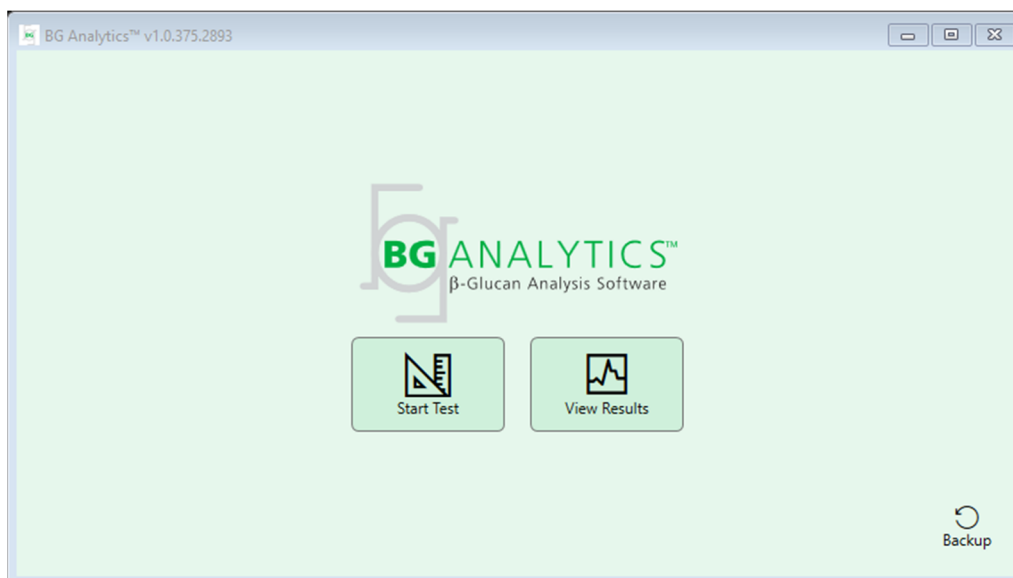 BG Analytics™ v1.0.375.2893
BG ANALYTICS™
β-Glucan Analysis Software
Start Test
View Results
Backup